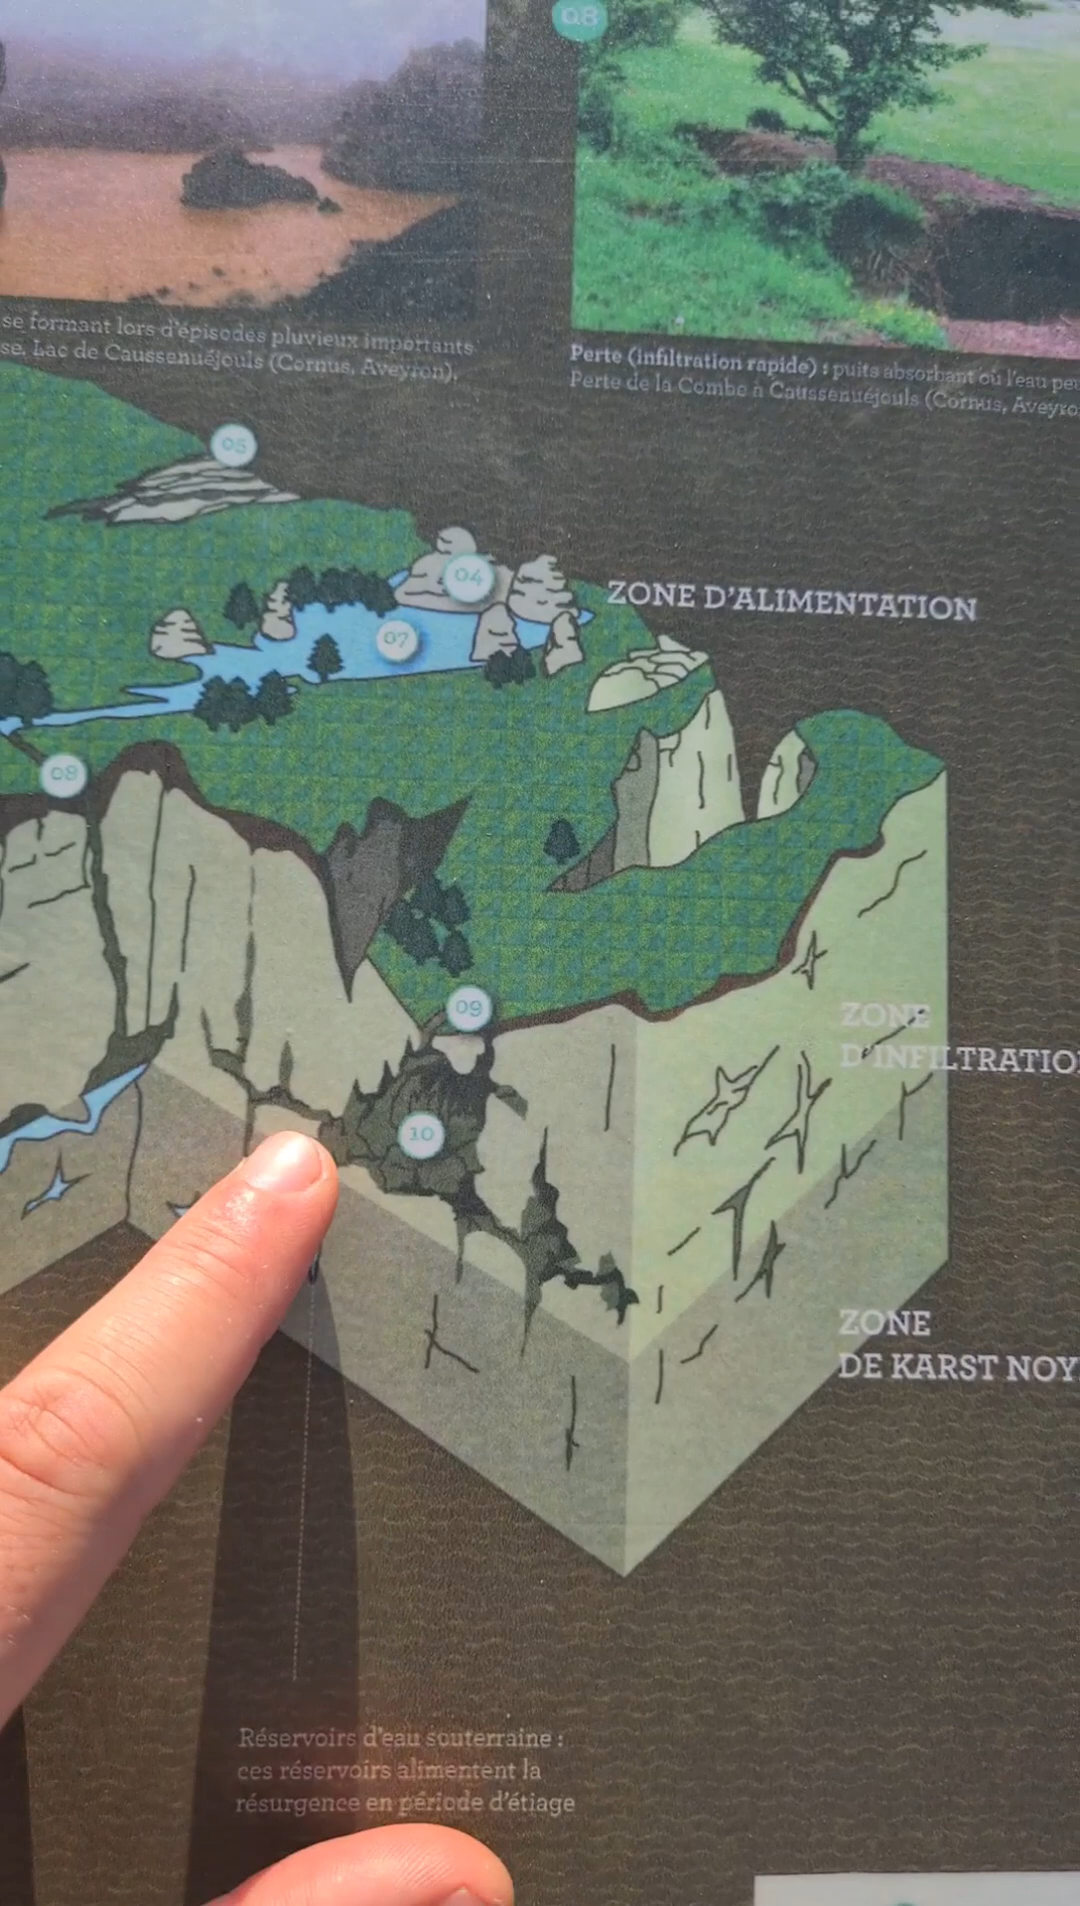 08
se formant lors d'épisodes pluvieux importants
se. Lac de Caussenuéjouls (Cornus, Aveyron).
Perte (infiltration rapide) : puits absorbant où l'eau
Perte de la Combe à Caussenuéjouls (Cornus, Aveyro
05
04
ZONE D'ALIMENTATION
07
08
09
ZONE
D'INFILTRATIO
10
ZONE
DE KARST NOY
Réservoirs d'eau souterraine :
ces réservoirs alimentent la
résurgence en période d'étiage